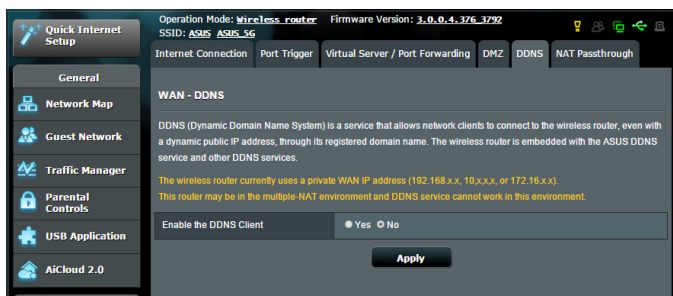 Quick Internet
Setup
Operation Mode: Wireless router Firmware Version: 3.0.0.4.376_3792
SSID: ASUS ASUS_5G
Internet Connection Port Trigger Virtual Server / Port Forwarding DMZ DDNS NAT Passthrough
General
Network Map
Guest Network
Traffic Manager
Parental
Controls
USB Application
AiCloud 2.0
WAN - DDNS
DDNS (Dynamic Domain Name System) is a service that allows network clients to connect to the wireless router, even with
a dynamic public IP address, through its registered domain name. The wireless router is embedded with the ASUS DDNS
service and other DDNS services.
The wireless router currently uses a private WAN IP address (192.168.x.x, 10,x,x,x, or 172.16.x.x).
This router may be in the multiple-NAT environment and DDNS service cannot work in this environment.
Enable the DDNS Client Yes No
Apply